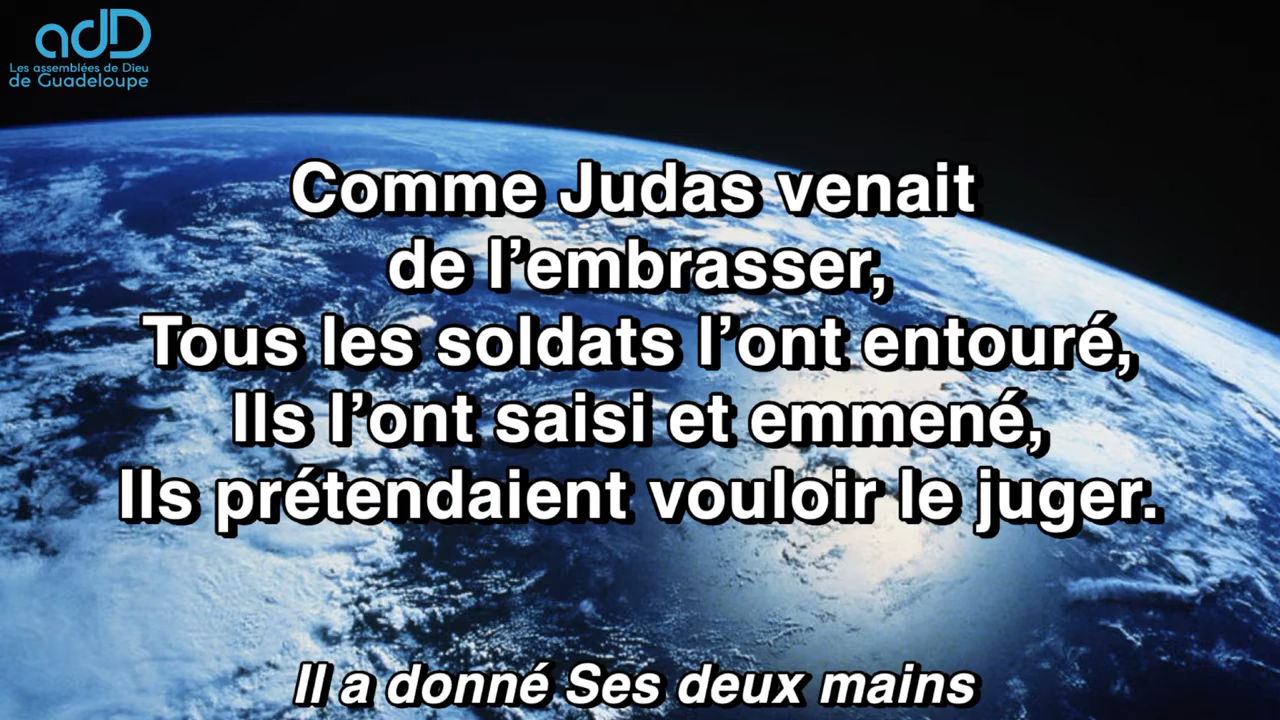 adD
Les assemblées de Dieu
de Guadeloupe
Comme Judas venait
de l’embrasser,
Tous les soldats l’ont entouré,
Ils l’ont saisi et emmené,
Ils prétendaient vouloir le juger.
Il a donné Ses deux mains